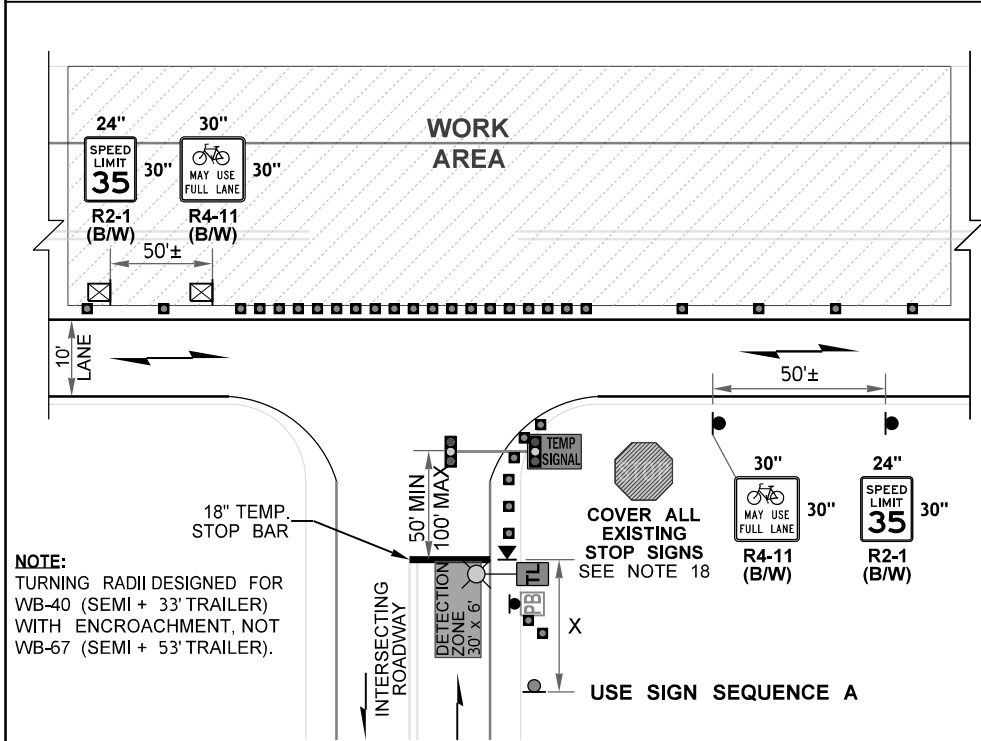 WORK
AREA
24"
SPEED
LIMIT
35
30"
R2-1
(B/W)
30"
MAY USE
FULL LANE
30"
R4-11
(B/W)
50'±
10'
LANE
50'±
TEMP
SIGNAL
50' MIN
100' MAX
18" TEMP.
STOP BAR
STOP
COVER ALL
EXISTING
STOP SIGNS
SEE NOTE 18
30"
MAY USE
FULL LANE
30"
R4-11
(B/W)
24"
SPEED
LIMIT
35
30"
R2-1
(B/W)
NOTE:
TURNING RADII DESIGNED FOR
WB-40 (SEMI + 33' TRAILER)
WITH ENCROACHMENT, NOT
WB-67 (SEMI + 53' TRAILER).
DETECTION
ZONE
30' x 6'
TL
PB
X
INTERSECTING
ROADWAY
USE SIGN SEQUENCE A